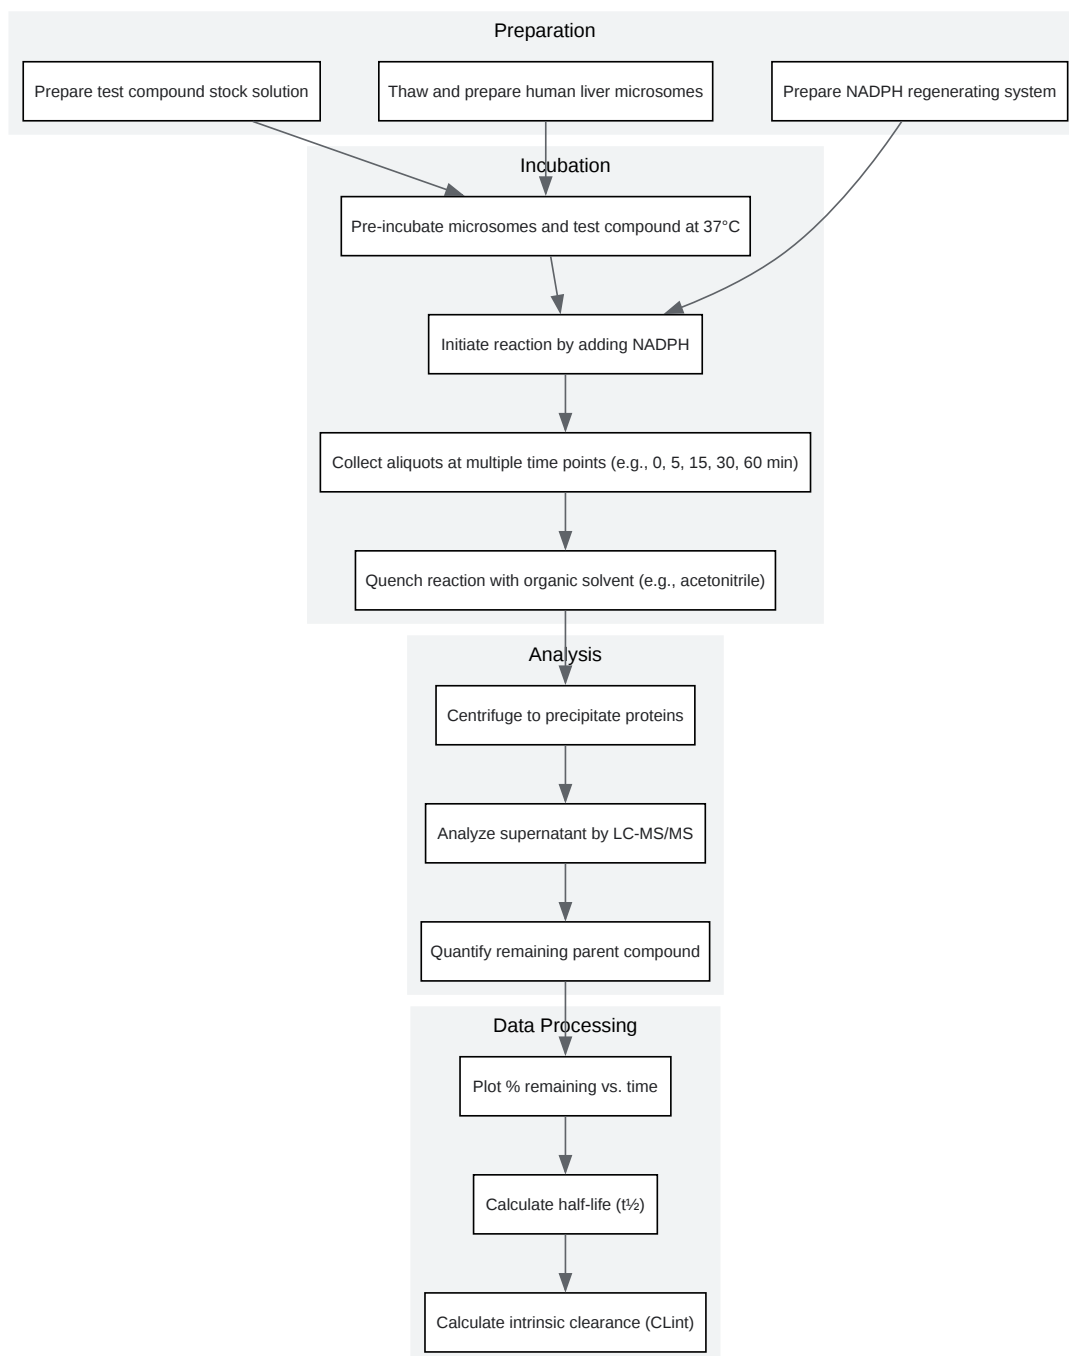 Preparation
Prepare test compound stock solution
Thaw and prepare human liver microsomes
Prepare NADPH regenerating system
Incubation
Pre-incubate microsomes and test compound at 37°C
Initiate reaction by adding NADPH
Collect aliquots at multiple time points (e.g., 0, 5, 15, 30, 60 min)
Quench reaction with organic solvent (e.g., acetonitrile)
Analysis
Centrifuge to precipitate proteins
Analyze supernatant by LC-MS/MS
Quantify remaining parent compound
Data Processing
Plot % remaining vs. time
Calculate half-life (t½)
Calculate intrinsic clearance (CLint)